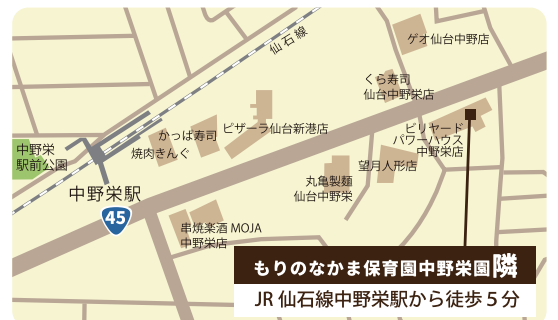 仙石線
ゲオ仙台中野店
くら寿司
仙台中野栄店
ピザーラ仙台新港店
かっぱ寿司
焼肉きんぐ
ビリヤード
パワーハウス
中野栄店
中野栄
駅前公園
望月人形店
中野栄駅
丸亀製麺
仙台中野栄
45
串焼楽酒 MOJA
中野栄店
もりのなかま保育園中野栄園隣
JR 仙石線中野栄駅から徒歩 5 分